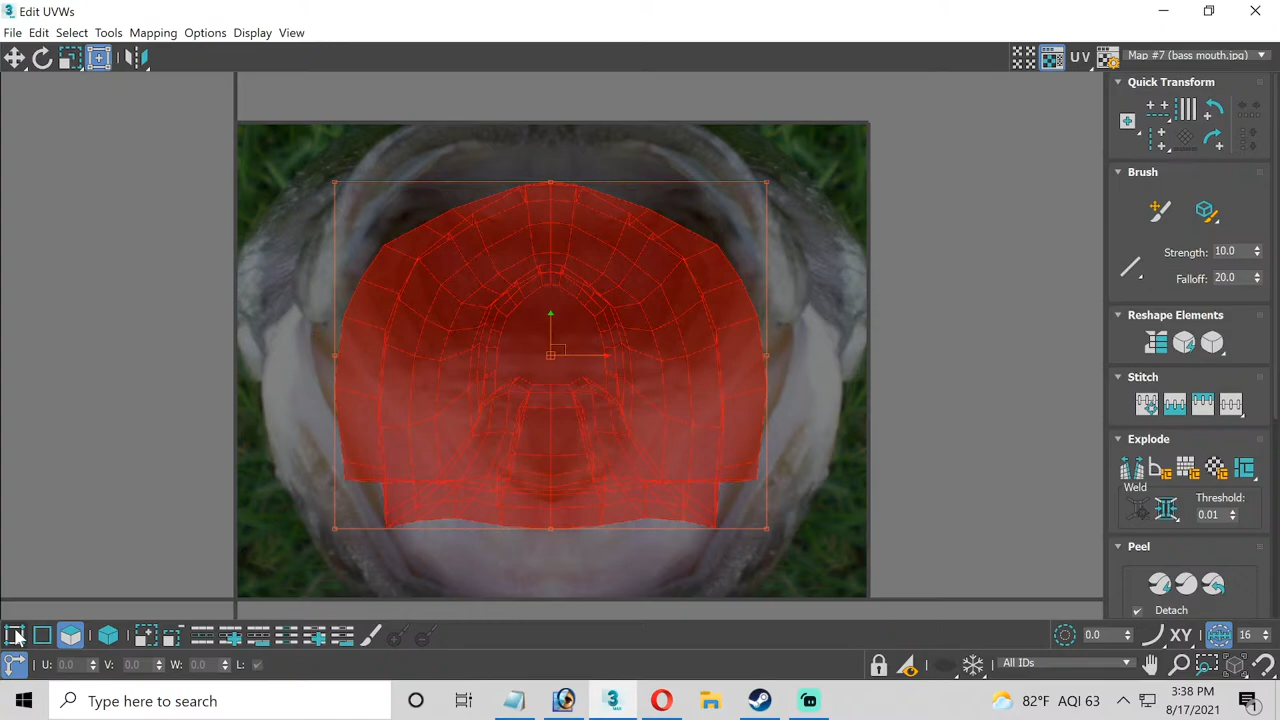 Edit UVWs
File Edit Select Tools Mapping Options Display View
UV Map #7 (bass mouth.jpg)
Quick Transform
Brush
Strength: 10.0
Falloff: 20.0
Reshape Elements
Stitch
Explode
Weld
Threshold:
0.01
Peel
Detach
0.0 XY 16
U: 0.0 V: 0.0 W: 0.0 L: All IDs
Type here to search
82°F AQI 63
3:38 PM
8/17/2021